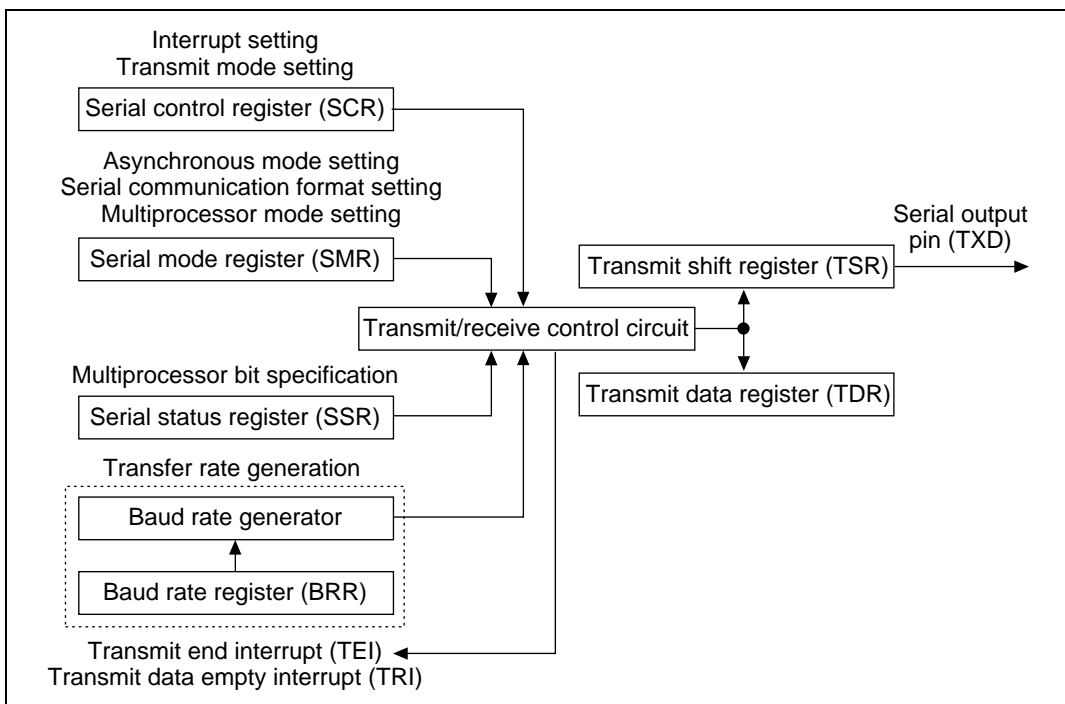 Interrupt setting
Transmit mode setting
Serial control register (SCR)
Asynchronous mode setting
Serial communication format setting
Multiprocessor mode setting
Serial mode register (SMR)
Serial output
pin (TXD)
Transmit shift register (TSR)
Transmit/receive control circuit
Transmit data register (TDR)
Multiprocessor bit specification
Serial status register (SSR)
Transfer rate generation
Baud rate generator
Baud rate register (BRR)
Transmit end interrupt (TEI)
Transmit data empty interrupt (TRI)